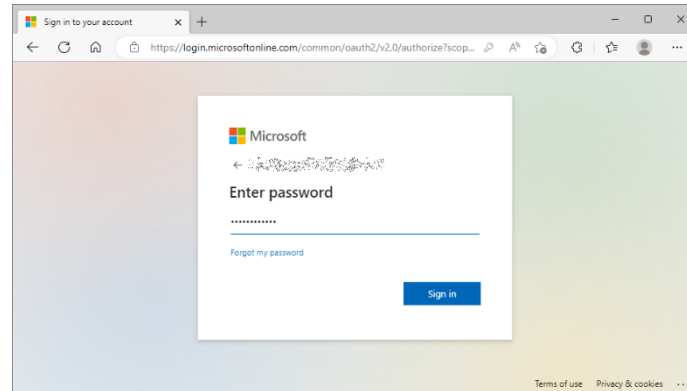 Sign in to your account
https://login.microsoftonline.com/common/oauth2/v2.0/authorize?scop...
Microsoft
Enter password
Forgot my password
Sign in
Terms of use Privacy & cookies